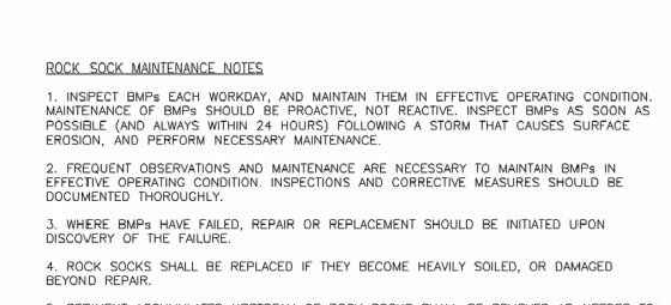 ROCK SOCK MAINTENANCE NOTES
1. INSPECT BMPs EACH WORKDAY, AND MAINTAIN THEM IN EFFECTIVE OPERATING CONDITION.
MAINTENANCE OF BMPs SHOULD BE PROACTIVE, NOT REACTIVE. INSPECT BMPs AS SOON AS
POSSIBLE (AND ALWAYS WITHIN 24 HOURS) FOLLOWING A STORM THAT CAUSES SURFACE
EROSION, AND PERFORM NECESSARY MAINTENANCE.
2. FREQUENT OBSERVATIONS AND MAINTENANCE ARE NECESSARY TO MAINTAIN BMPs IN
EFFECTIVE OPERATING CONDITION. INSPECTIONS AND CORRECTIVE MEASURES SHOULD BE
DOCUMENTED THOROUGHLY.
3. WHERE BMPs HAVE FAILED, REPAIR OR REPLACEMENT SHOULD BE INITIATED UPON
DISCOVERY OF THE FAILURE.
4. ROCK SOCKS SHALL BE REPLACED IF THEY BECOME HEAVILY SOILED, OR DAMAGED
BEYOND REPAIR.